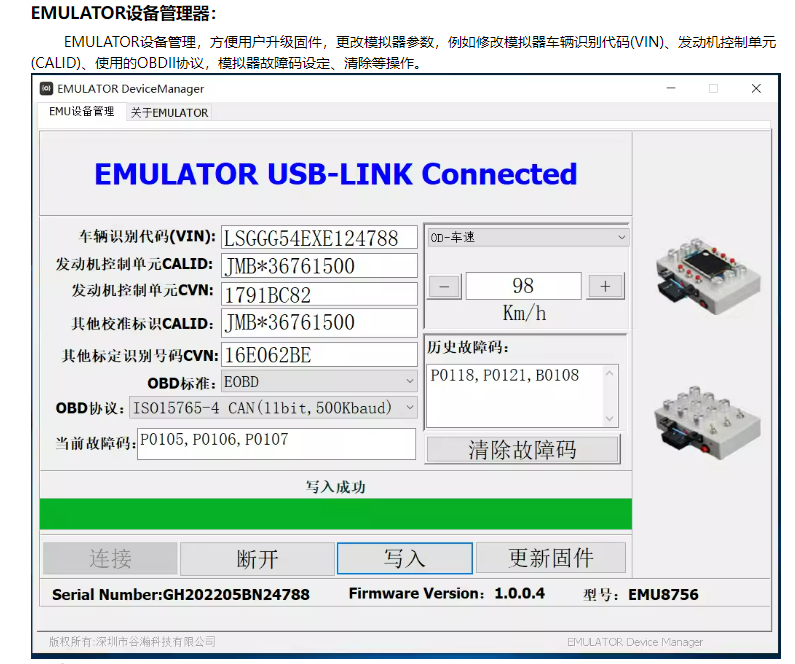 EMULATOR设备管理器：
EMULATOR设备管理，方便用户升级固件，更改模拟器参数，例如修改模拟器车辆识别代码(VIN)、发动机控制单元
(CALID)、使用的OBDII协议，模拟器故障码设定、清除等操作。
EMULATOR DeviceManager
EMU设备管理 关于EMULATOR
EMULATOR USB-LINK Connected
车辆识别代码(VIN): LSGGG54EXE124788
发动机控制单元CALID: JMB*36761500
发动机控制单元CVN: 1791BC82
其他校准标识CALID: JMB*36761500
其他标定识别号码CVN: 16E062BE
OBD标准: EOBD
OBD协议: ISO15765-4 CAN(11bit,500Kbaud)
当前故障码: P0105,P0106,P0107
0D-车速
— 98 +
Km/h
历史故障码:
P0118,P0121,B0108
清除故障码
写入成功
连接 断开 写入 更新固件
Serial Number:GH202205BN24788 Firmware Version：1.0.0.4 型号：EMU8756
版权所有:深圳市谷瀚科技有限公司 EMULATOR Device Manager